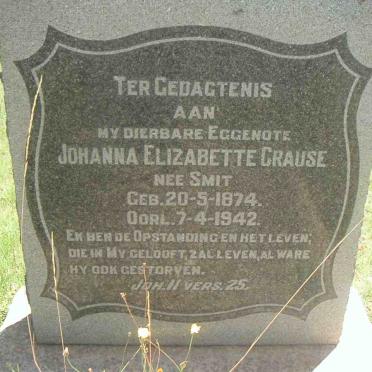 TER GEDAGTENIS
AAN
MY DIERBARE EGGENOTE
JOHANNA ELIZABETTE CRAUSE
NEE SMIT
GEB. 20-5-1874.
OORL. 7-4-1942.
EK BEN DE OPSTANDING EN HET LEVEN;
DIE IN MY GELOOFT, ZAL LEVEN, AL WARE
HY OOK GESTORVEN.
JOH. 11 VERS. 25.